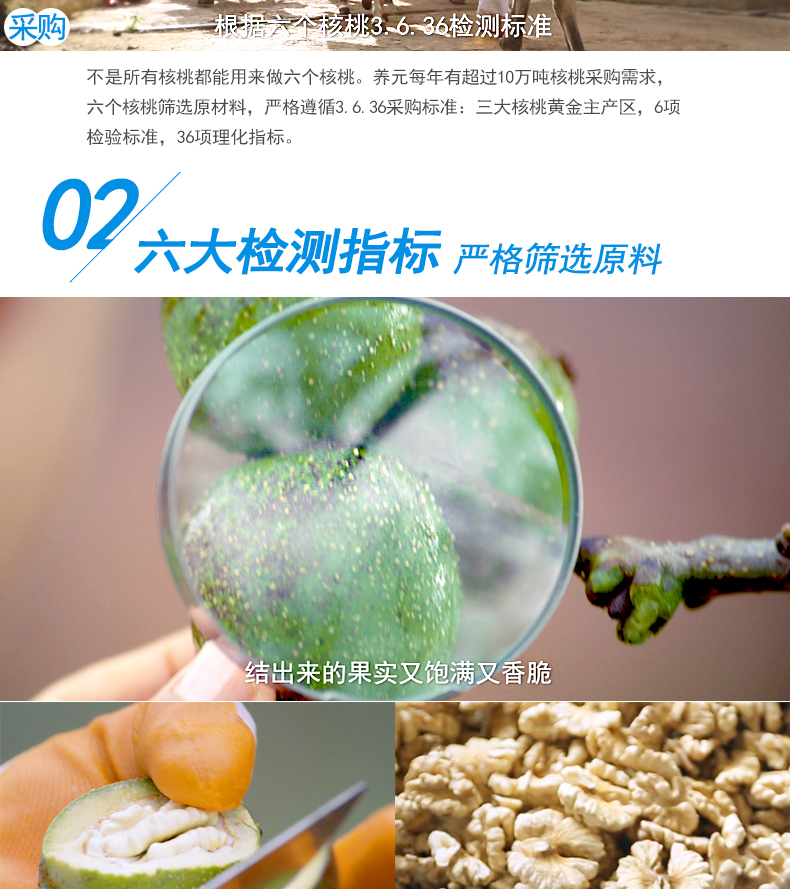 采购
根据六个核桃3.6.36检测标准
不是所有核桃都能用来做六个核桃。养元每年有超过10万吨核桃采购需求，
六个核桃筛选原材料，严格遵循3.6.36采购标准：三大核桃黄金主产区，6项
检验标准，36项理化指标。
02
六大检测指标 严格筛选原料
结出来的果实又饱满又香脆